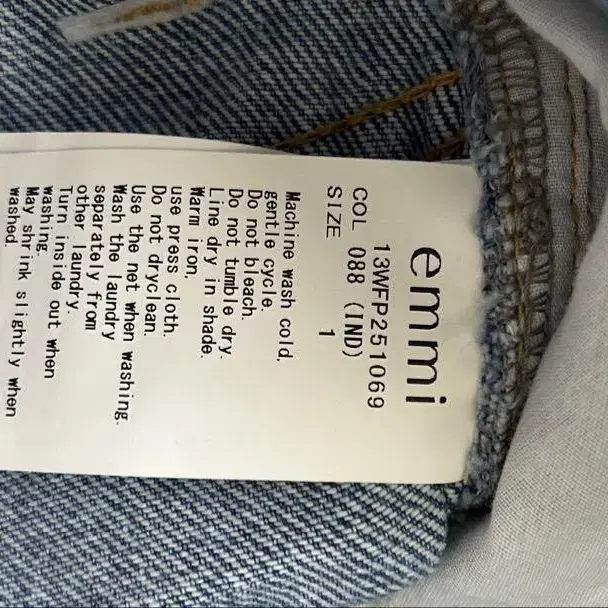 emmi
13WFP251069
COL 088 (IND)
SIZE 1
Machine wash cold,
gentle cycle.
Do not bleach.
Do not tumble dry.
Line dry in shade.
Warm iron,
use press cloth.
Do not dryclean.
Use the net when washing.
Wash the laundry
separately from
other laundry.
Turn inside out when
washing.
May shrink slightly when
washed.